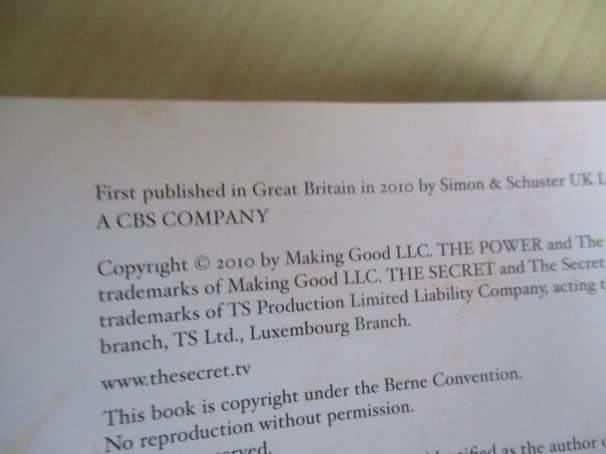 First published in Great Britain in 2010 by Simon & Schuster UK L
A CBS COMPANY
Copyright © 2010 by Making Good LLC. THE POWER and The
trademarks of Making Good LLC. THE SECRET and The Secret
trademarks of TS Production Limited Liability Company, acting t
branch, TS Ltd., Luxembourg Branch.
www.thesecret.tv
This book is copyright under the Berne Convention.
No reproduction without permission.
as the author